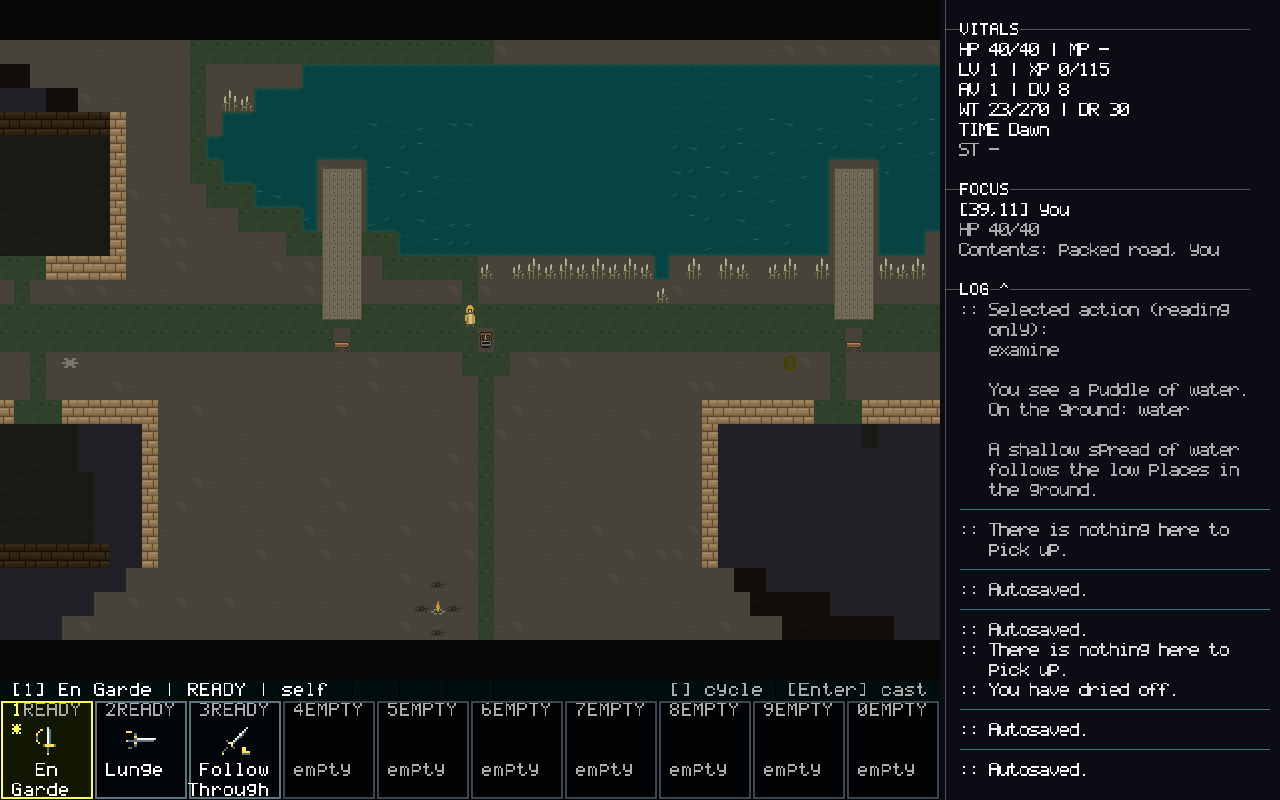 VITALS
HP 40/40 | MP -
LV 1 | XP 0/115
AV 1 | DV 8
WT 23/270 | DR 30
TIME Dawn
ST -
FOCUS
[39,11] You
HP 40/40
Contents: Packed road, You
LOG ^
:: Selected action (reading
only):
examine
You see a Puddle of water.
On the ground: water
A shallow spread of water
follows the low Places in
the ground.
:: There is nothing here to
Pick up.
:: Autosaved.
:: Autosaved.
:: There is nothing here to
Pick up.
:: You have dried off.
:: Autosaved.
:: Autosaved.
[1] En Garde | READY | self
[] cycle [Enter] cast
1READY 2READY 3READY 4EMPTY 5EMPTY 6EMPTY 7EMPTY 8EMPTY 9EMPTY 0EMPTY
*
En Garde
Lunge
Follow Through
empty empty empty empty empty empty empty